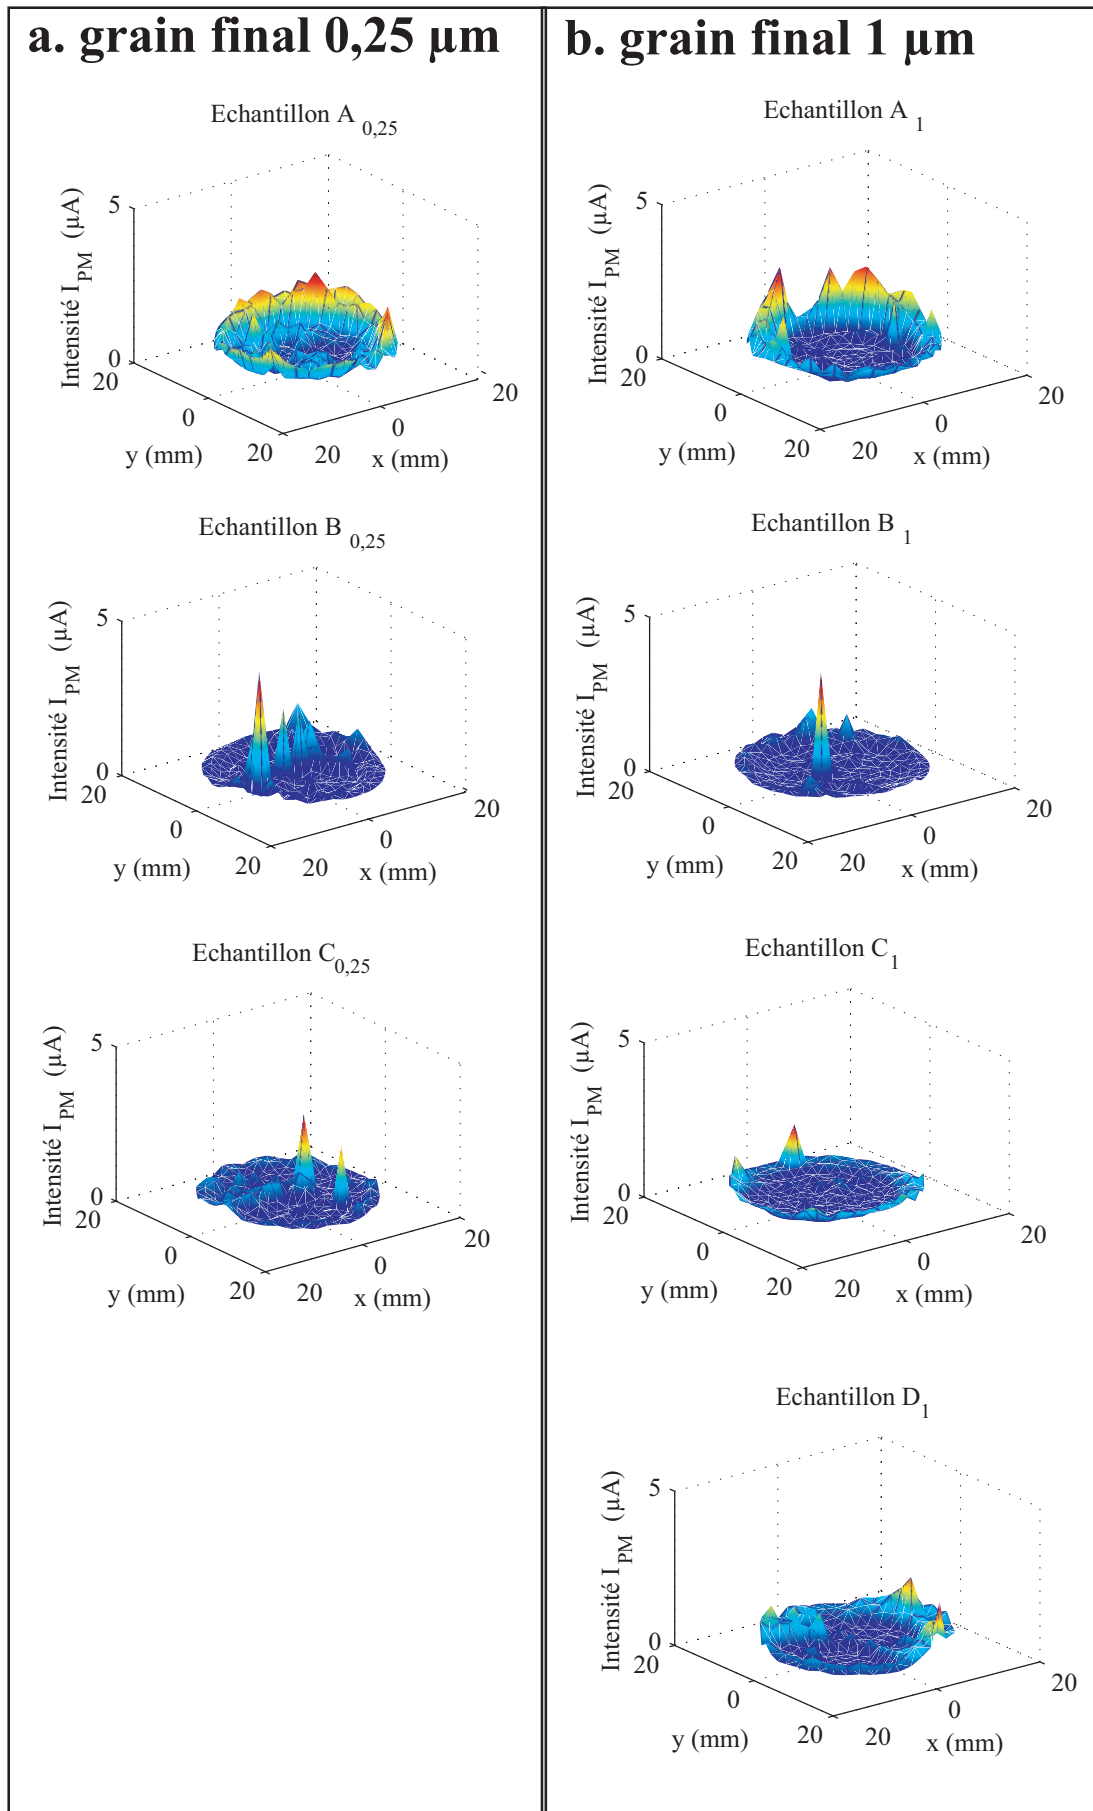 a. grain final 0,25 µm
Echantillon A 0,25
Intensité I PM (µA)
5
0
20
0
20
y (mm)
20
0
20
x (mm)
Echantillon B 0,25
Intensité I PM (µA)
5
0
20
0
20
y (mm)
20
0
20
x (mm)
Echantillon C 0,25
Intensité I PM (µA)
5
0
20
0
20
y (mm)
20
0
20
x (mm)
b. grain final 1 µm
Echantillon A 1
Intensité I PM (µA)
5
0
20
0
20
y (mm)
20
0
20
x (mm)
Echantillon B 1
Intensité I PM (µA)
5
0
20
0
20
y (mm)
20
0
20
x (mm)
Echantillon C 1
Intensité I PM (µA)
5
0
20
0
20
y (mm)
20
0
20
x (mm)
Echantillon D 1
Intensité I PM (µA)
5
0
20
0
20
y (mm)
20
0
20
x (mm)